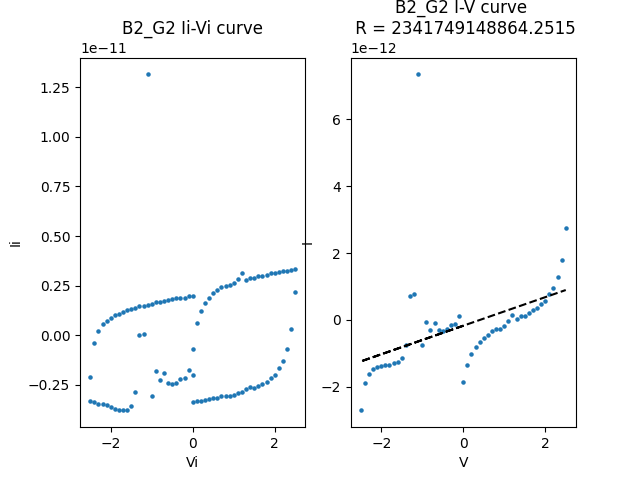 B2_G2 Ii-Vi curve
1e−11
1.25
1.00
0.75
0.50
0.25
0.00
−0.25
Ii
−2
0
2
Vi
B2_G2 I-V curve
R = 2341749148864.2515
1e−12
6
4
2
0
−2
I
−2
0
2
V